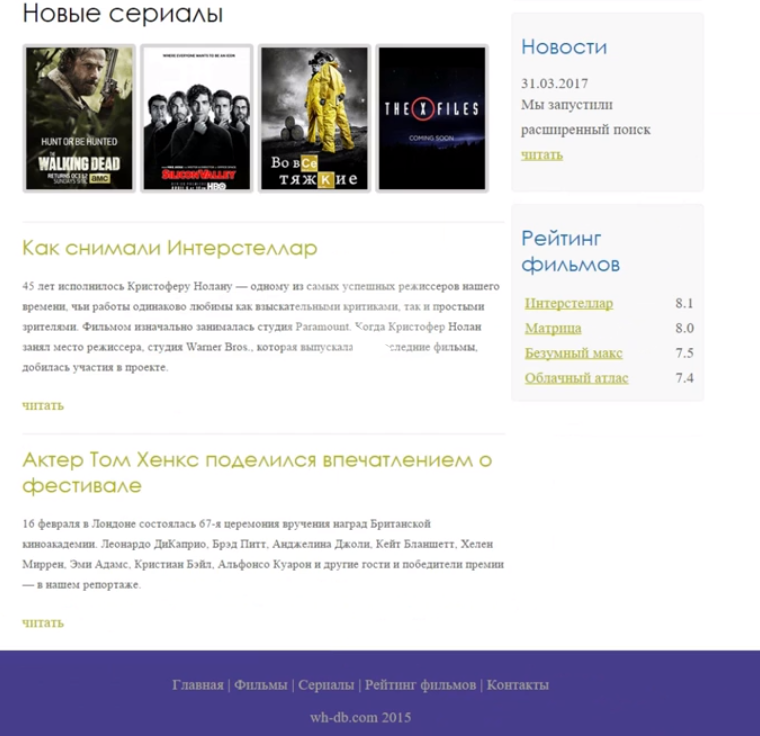 Новые сериалы
HUNT OR BE HUNTED
THE
WALKING DEAD
RETURNS OCT 12
SUNDAYS 9/8c AMC
WHERE EVERYONE WANTS TO BE AN ICON
SILICON VALLEY
HBO
Во все
тяжкие
THE X FILES
COMING SOON
Как снимали Интерстеллар
45 лет исполнилось Кристоферу Нолану — одному из самых успешных режиссеров нашего
времени, чьи работы одинаково любимы как взыскательными критиками, так и простыми
зрителями. Фильмом изначально занималась студия Paramount. Когда Кристофер Нолан
занял место режиссера, студия Warner Bros., которая выпускала следние фильмы,
добилась участия в проекте.
читать
Актер Том Хенкс поделился впечатлением о
фестивале
16 февраля в Лондоне состоялась 67-я церемония вручения наград Британской
киноакадемии. Леонардо ДиКаприо, Брэд Питт, Анджелина Джоли, Кейт Бланшетт, Хелен
Миррен, Эми Адамс, Кристиан Бэйл, Альфонсо Куарон и другие гости и победители премии
— в нашем репортаже.
читать
Новости
31.03.2017
Мы запустили
расширенный поиск
читать
Рейтинг
фильмов
Интерстеллар 8.1
Матрица 8.0
Безумный макс 7.5
Облачный атлас 7.4
Главная | Фильмы | Сериалы | Рейтинг фильмов | Контакты
wh-db.com 2015